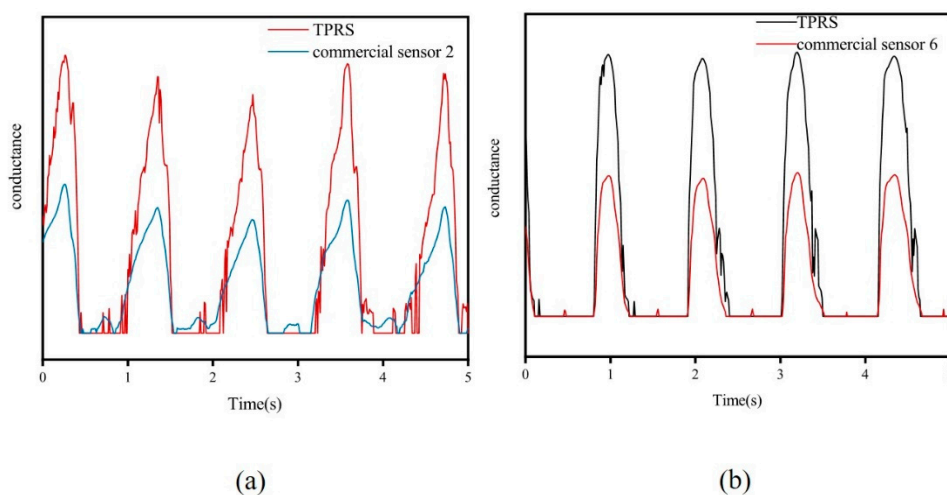 TPRS
commercial sensor 2
conductance
0 1 2 3 4 5
Time(s)
(a)
TPRS
commercial sensor 6
conductance
0 1 2 3 4
Time(s)
(b)